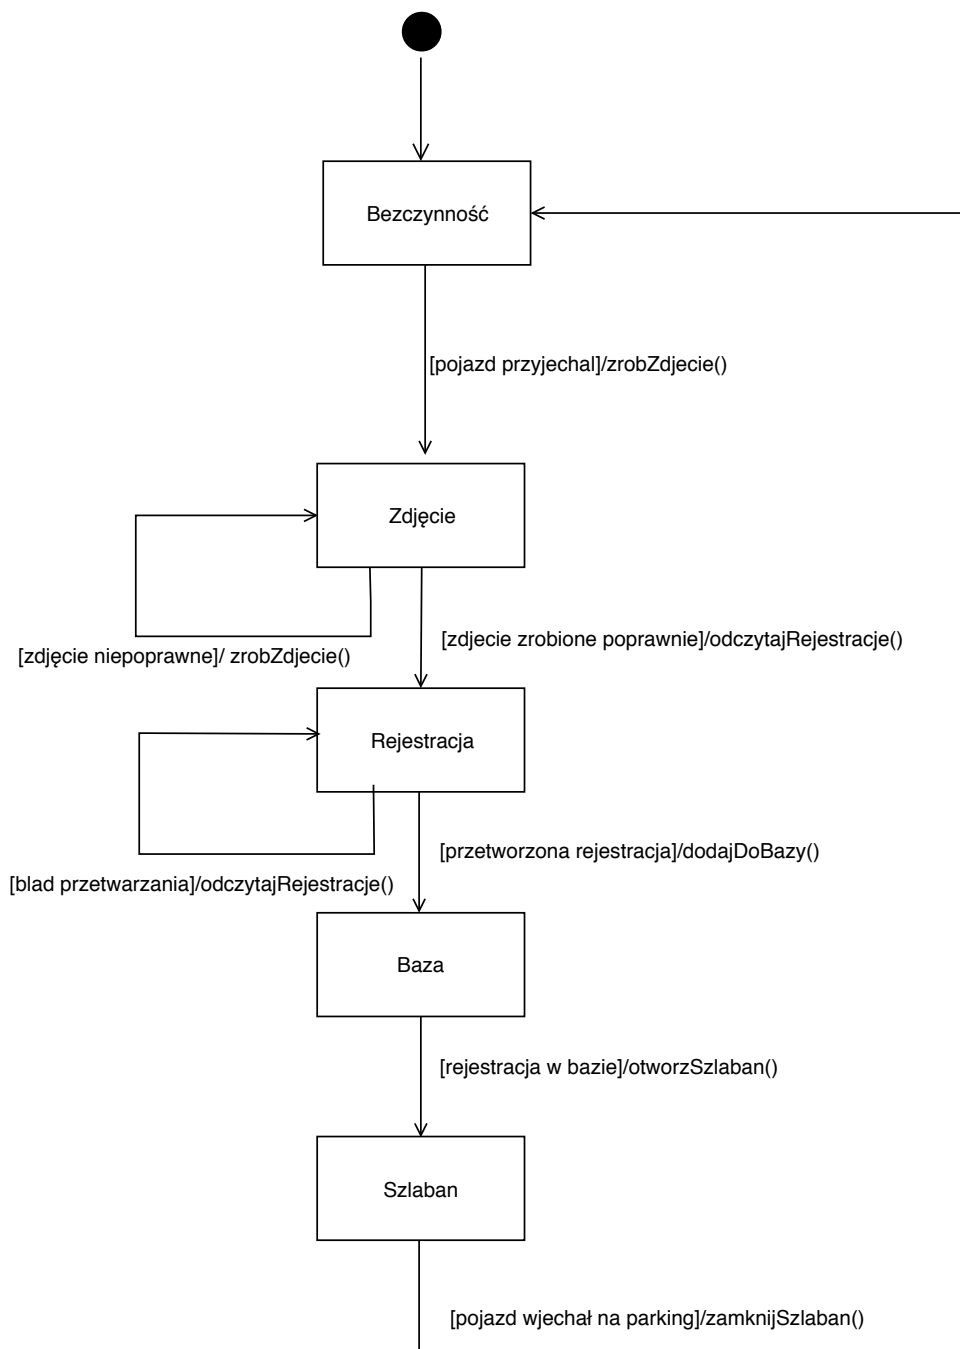 Bezczynność
[pojazd przyjechal]/zrobZdjecie()
Zdjęcie
[zdjecie zrobione poprawnie]/odczytajRejestracje()
[zdjęcie niepoprawne]/ zrobZdjecie()
Rejestracja
[przetworzona rejestracja]/dodajDoBazy()
[blad przetwarzania]/odczytajRejestracje()
Baza
[rejestracja w bazie]/otworzSzlaban()
Szlaban
[pojazd wjechał na parking]/zamknijSzlaban()